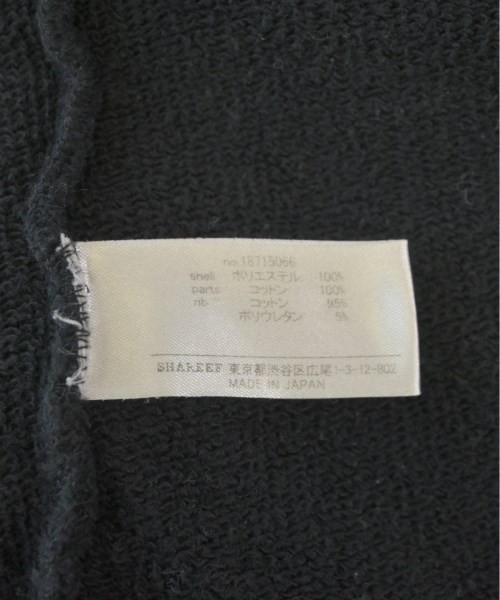 no.18715066
shell ポリエステル 100%
parts コットン 100%
rib コットン 95%
ポリウレタン 5%
SHAREEF 東京都渋谷区広尾1-3-12-802
MADE IN JAPAN